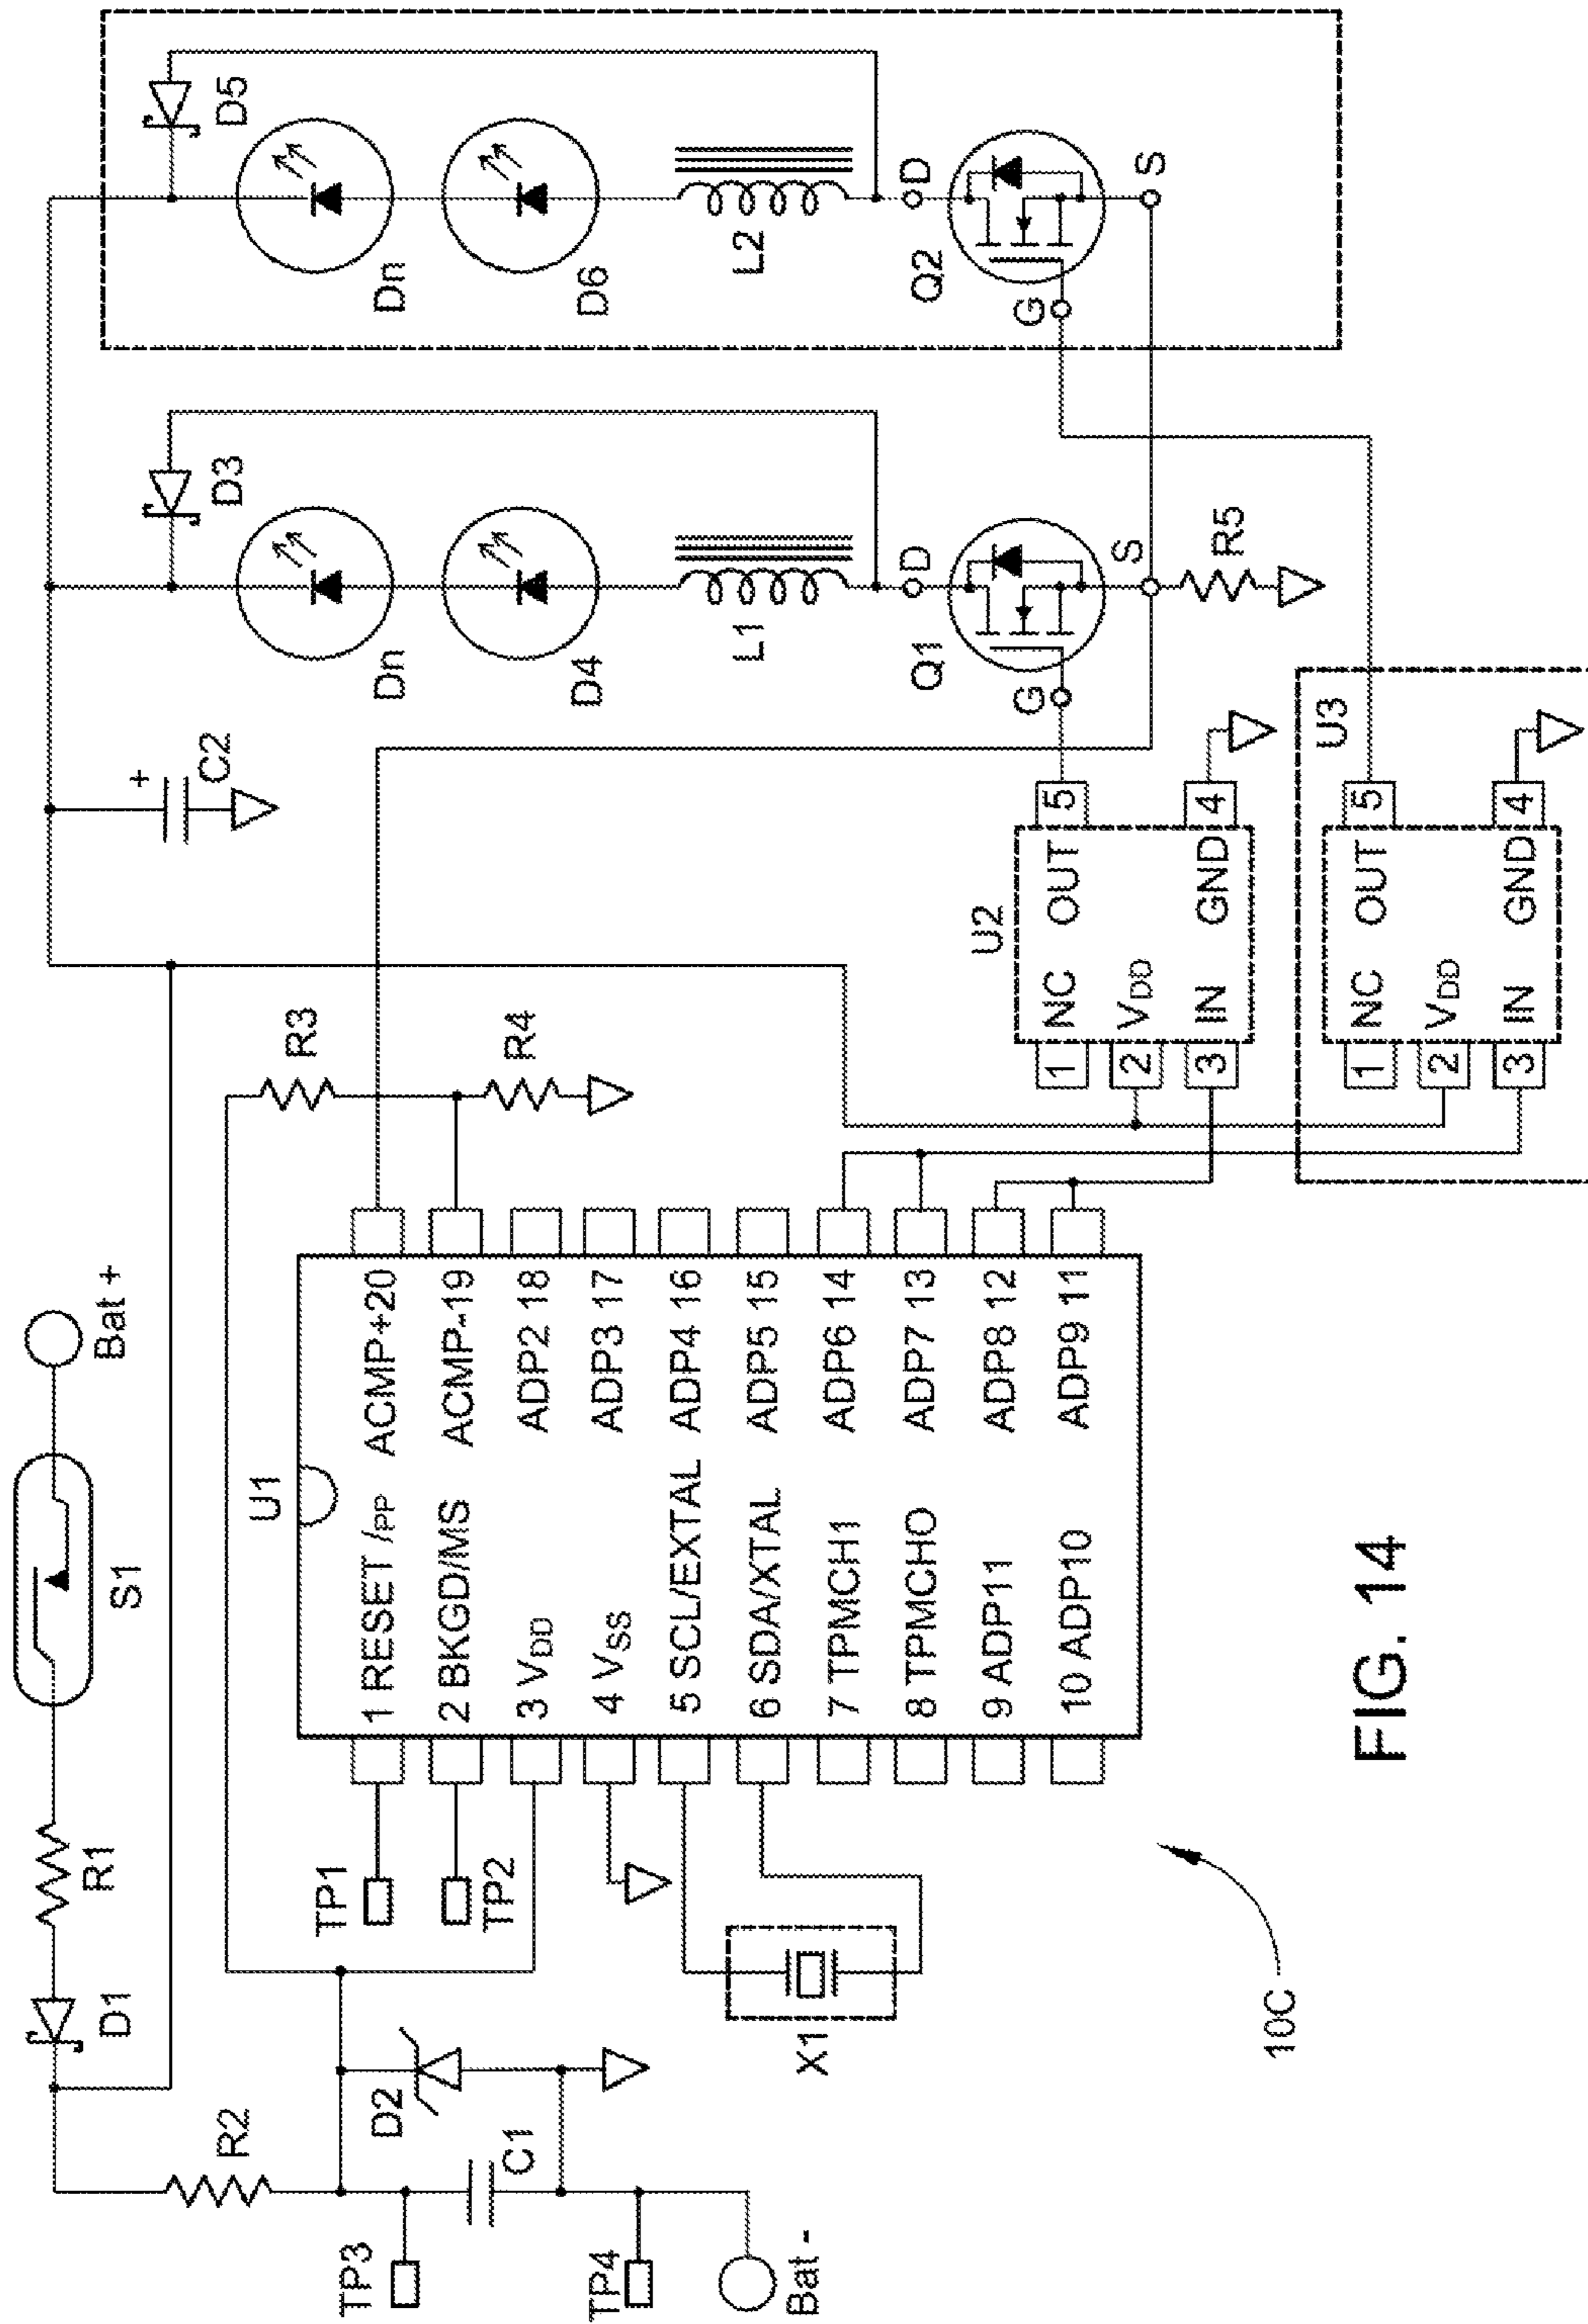 Bat +
S1
R1
D1
R2
TP3
C1
D2
TP4
Bat -
TP1
TP2
X1
U1
1 RESET /PP ACMP+20
2 BKGD/MS ACMP-19
3 VDD ADP2 18
4 VSS ADP3 17
5 SCL/EXTAL ADP4 16
6 SDA/XTAL ADP5 15
7 TPMCH1 ADP6 14
8 TPMCHO ADP7 13
9 ADP11 ADP8 12
10 ADP10 ADP9 11
R3
R4
+
C2
U2
1 NC OUT 5
2 VDD
3 IN GND 4
U3
1 NC OUT 5
2 VDD
3 IN GND 4
D3
Dn
D4
L1
D
Q1
G
S
R5
D5
Dn
D6
L2
D
Q2
G
S
10C
FIG. 14